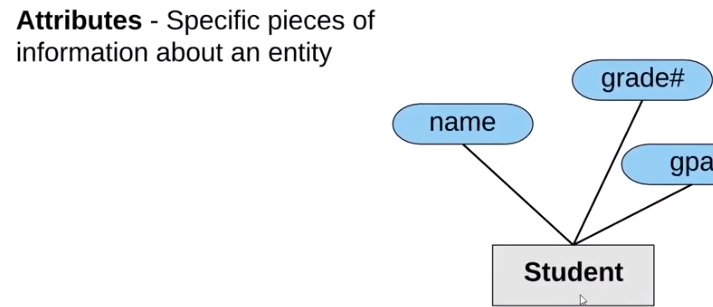 Attributes - Specific pieces of
information about an entity
grade#
name
gpa
Student